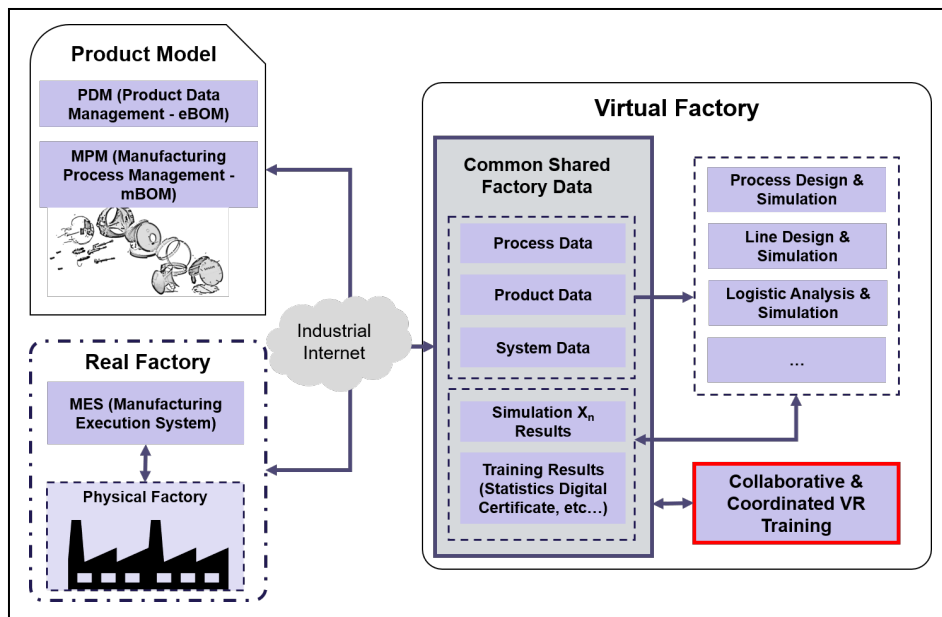 Product Model
PDM (Product Data
Management - eBOM)
MPM (Manufacturing
Process Management -
mBOM)
Real Factory
MES (Manufacturing
Execution System)
Physical Factory
Industrial
Internet
Virtual Factory
Common Shared
Factory Data
Process Data
Product Data
System Data
Simulation Xn
Results
Training Results
(Statistics Digital
Certificate, etc…)
Process Design &
Simulation
Line Design &
Simulation
Logistic Analysis &
Simulation
…
Collaborative &
Coordinated VR
Training